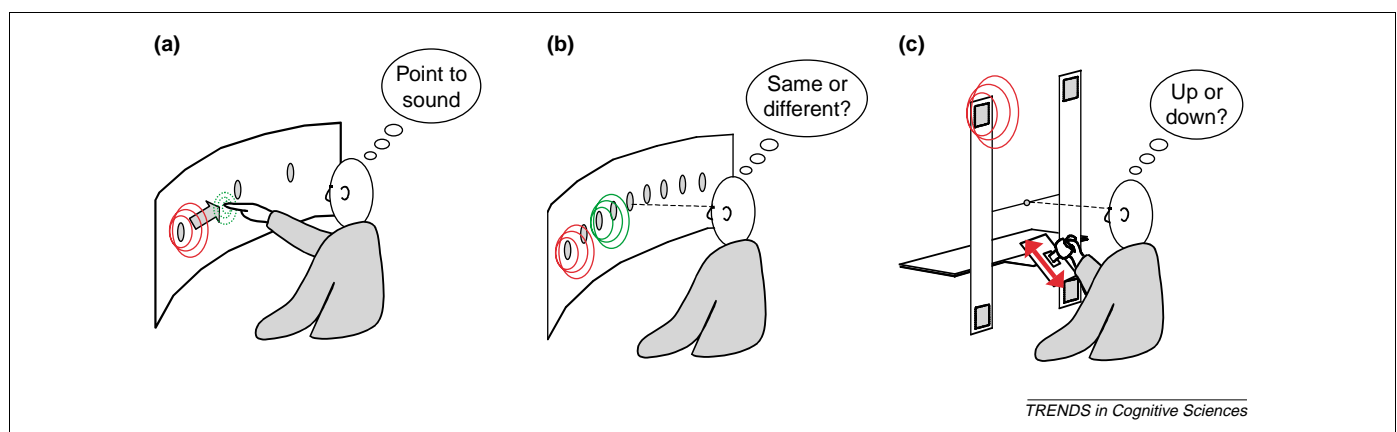 (a)
Point to
sound
(b)
Same or
different?
(c)
Up or
down?
TRENDS in Cognitive Sciences